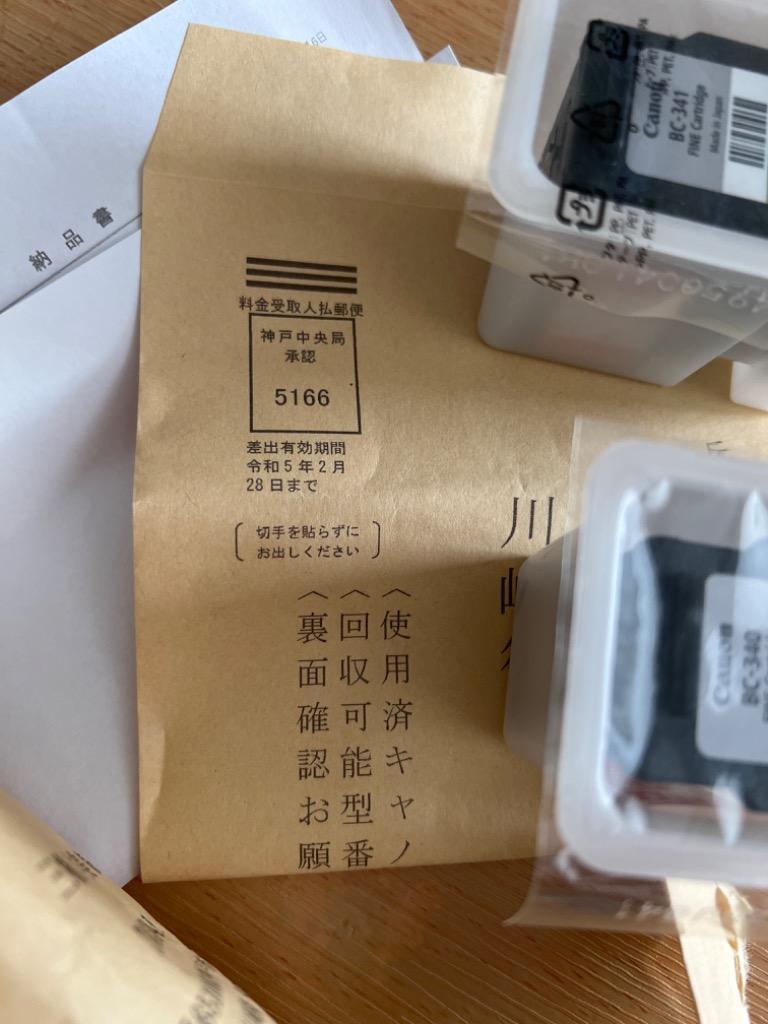 納品書
料金受取人払郵便
神戸中央局
承認
5166
差出有効期間
令和5年2月
28日まで
切手を貼らずに
お出しください
川崎
〈使用済キヤノ
〈回収可能型番
〈裏面確認お願
Canon
BC-341
FINE Cartridge
Made in Japan
Canon
BC-340